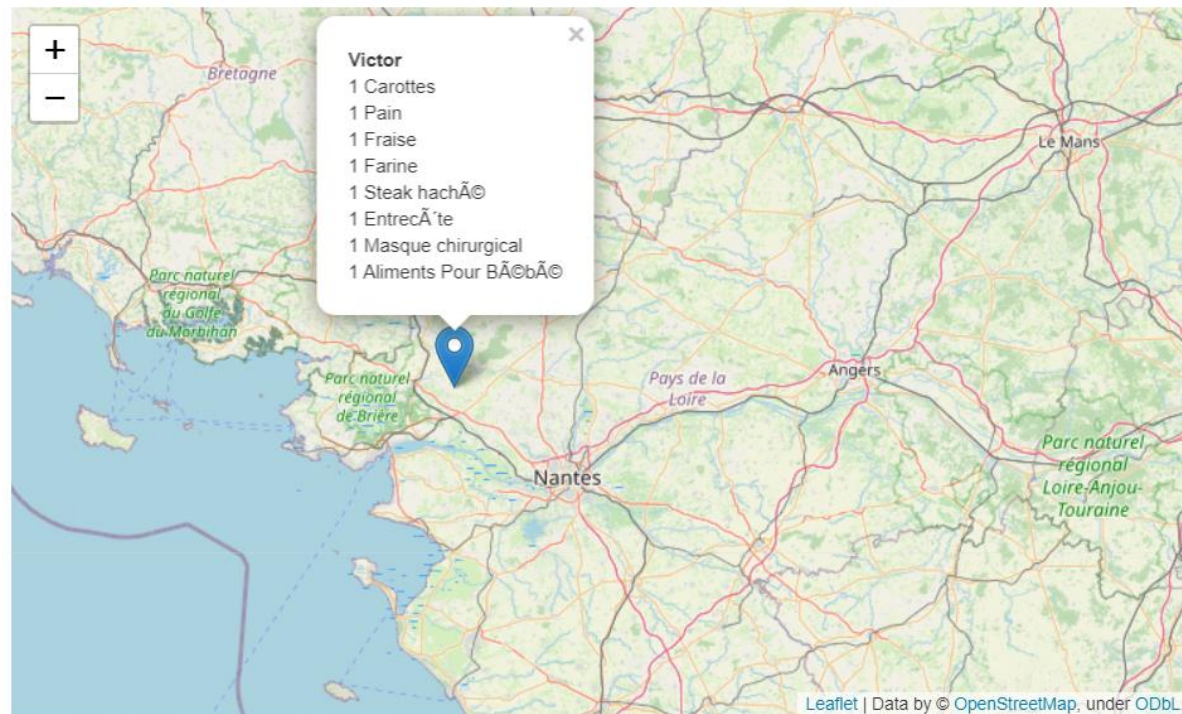 +
−
×
Victor
1 Carottes
1 Pain
1 Fraise
1 Farine
1 Steak hachÃ©
1 EntrecÃ´te
1 Masque chirurgical
1 Aliments Pour BÃ©bÃ©
Bretagne
Le Mans
Parc naturel
régional
du Golfe
du Morbihan
Parc naturel
régional
de Brière
Pays de la
Loire
Angers
Nantes
Parc naturel
régional
Loire-Anjou-
Touraine
Leaflet | Data by © OpenStreetMap, under ODbL.